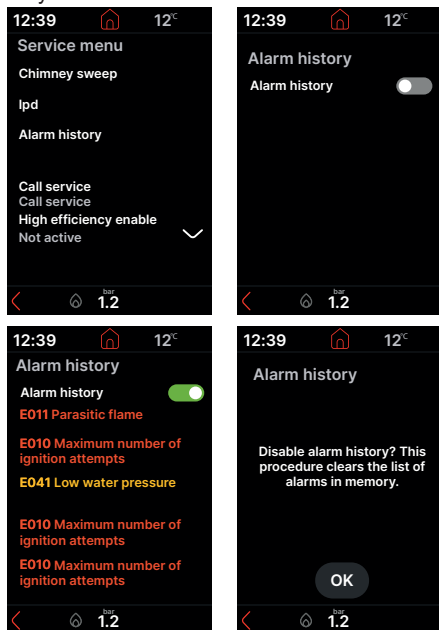 12:39 12°C
Service menu
Chimney sweep
lpd
Alarm history
Call service
Call service
High efficiency enable
Not active
bar
1.2
12:39 12°C
Alarm history
Alarm history
bar
1.2
12:39 12°C
Alarm history
Alarm history
E011 Parasitic flame
E010 Maximum number of
ignition attempts
E041 Low water pressure
E010 Maximum number of
ignition attempts
E010 Maximum number of
ignition attempts
bar
1.2
12:39 12°C
Alarm history
Disable alarm history? This
procedure clears the list of
alarms in memory.
OK
bar
1.2